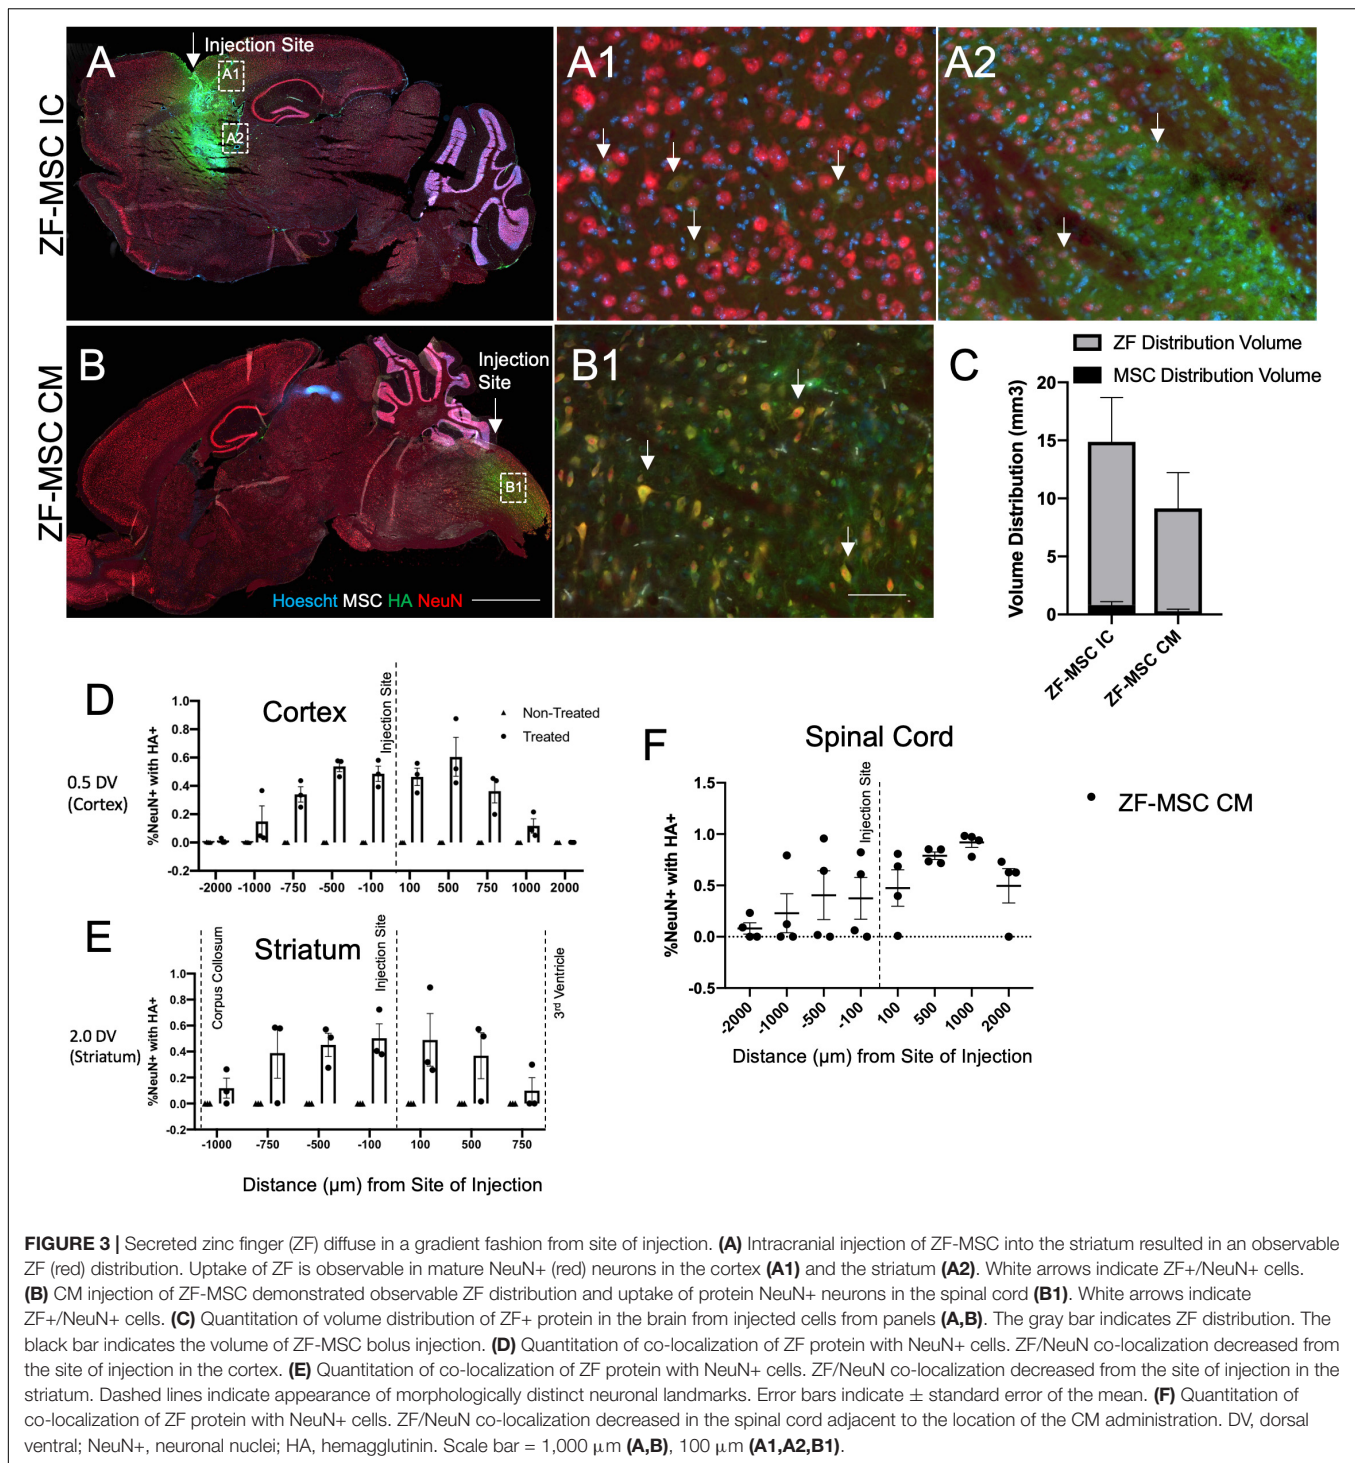 ZF-MSC IC
A
Injection Site
A1
A2
A1
A2
ZF-MSC CM
B
Injection
Site
B1
Hoescht MSC HA NeuN
B1
C
ZF Distribution Volume
MSC Distribution Volume
Volume Distribution (mm3)
20
15
10
5
0
ZF-MSC IC
ZF-MSC CM
D
Cortex
Injection Site
Non-Treated
Treated
0.5 DV
(Cortex)
%NeuN+ with HA+
1.0
0.8
0.6
0.4
0.2
0.0
-0.2
-2000 -1000 -750 -500 -100 100 500 750 1000 2000
E
Striatum
Corpus Collosum
Injection Site
3rd Ventricle
2.0 DV
(Striatum)
%NeuN+ with HA+
1.0
0.8
0.6
0.4
0.2
0.0
-0.2
-1000 -750 -500 -100 100 500 750
Distance (μm) from Site of Injection
F
Spinal Cord
Injection Site
ZF-MSC CM
%NeuN+ with HA+
1.5
1.0
0.5
0.0
-0.5
-2000 -1000 -500 -100 100 500 1000 2000
Distance (μm) from Site of Injection
FIGURE 3 | Secreted zinc finger (ZF) diffuse in a gradient fashion from site of injection. (A) Intracranial injection of ZF-MSC into the striatum resulted in an observable
ZF (red) distribution. Uptake of ZF is observable in mature NeuN+ (red) neurons in the cortex (A1) and the striatum (A2). White arrows indicate ZF+/NeuN+ cells.
(B) CM injection of ZF-MSC demonstrated observable ZF distribution and uptake of protein NeuN+ neurons in the spinal cord (B1). White arrows indicate
ZF+/NeuN+ cells. (C) Quantitation of volume distribution of ZF+ protein in the brain from injected cells from panels (A,B). The gray bar indicates ZF distribution. The
black bar indicates the volume of ZF-MSC bolus injection. (D) Quantitation of co-localization of ZF protein with NeuN+ cells. ZF/NeuN co-localization decreased from
the site of injection in the cortex. (E) Quantitation of co-localization of ZF protein with NeuN+ cells. ZF/NeuN co-localization decreased from the site of injection in the
striatum. Dashed lines indicate appearance of morphologically distinct neuronal landmarks. Error bars indicate ± standard error of the mean. (F) Quantitation of
co-localization of ZF protein with NeuN+ cells. ZF/NeuN co-localization decreased in the spinal cord adjacent to the location of the CM administration. DV, dorsal
ventral; NeuN+, neuronal nuclei; HA, hemagglutinin. Scale bar = 1,000 μm (A,B), 100 μm (A1,A2,B1).